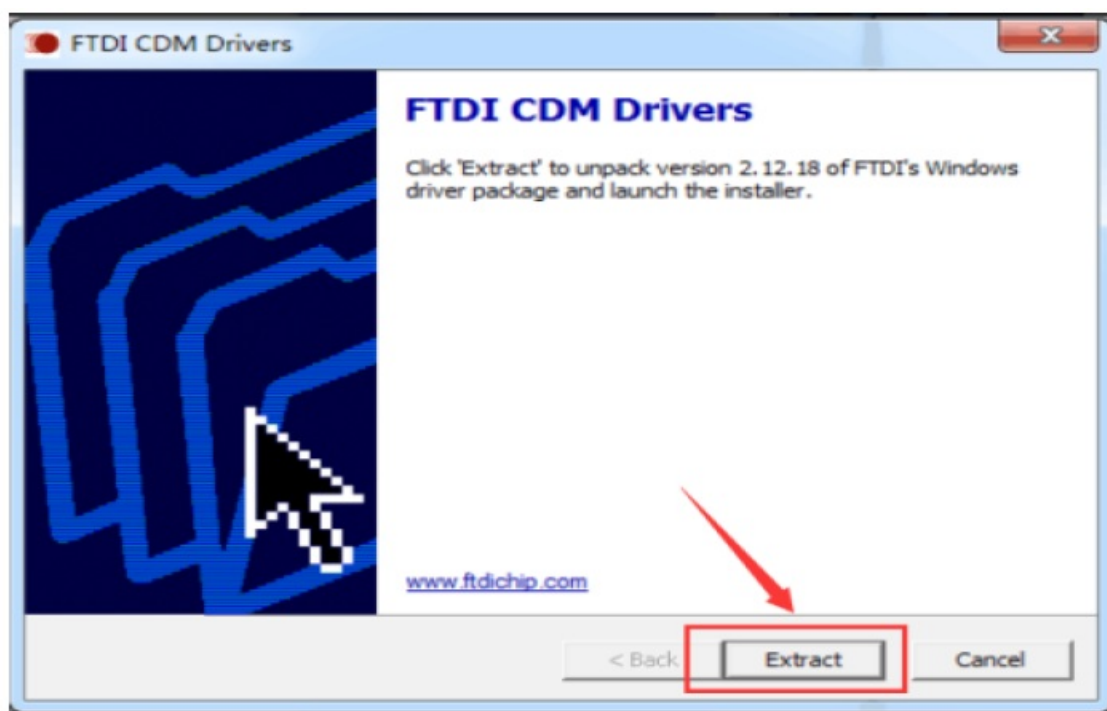 FTDI CDM Drivers
FTDI CDM Drivers
Click 'Extract' to unpack version 2.12.18 of FTDI's Windows
driver package and launch the installer.
www.ftdichip.com
< Back
Extract
Cancel